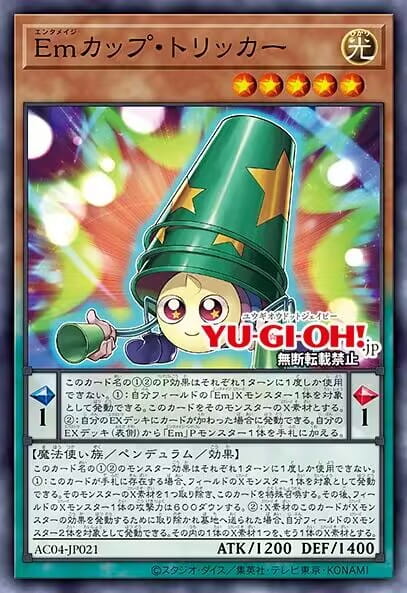 エンタメイジ
Emカップ・トリッカー
ひかり
光
ユウギオウドットジェイピー
YU-GI-OH!.jp
無断転載禁止
このカード名の①②のP効果はそれぞれ1ターンに1度しか使用
できない。①：自分フィールドの「Em」Xモンスター1体を対象
として発動できる。このカードをそのモンスターのX素材とする。
②：自分のEXデッキにカードが加わった場合に発動できる。自分の
EXデッキ(表側)から「Em」Pモンスター1体を手札に加える。
1
1
【魔法使い族／ペンデュラム／効果】
このカード名の①②のモンスター効果はそれぞれ1ターンに1度しか使用できない。
①：このカードが手札に存在する場合、フィールドのXモンスター1体を対象として発動
できる。そのモンスターのX素材を1つ取り除き、このカードを特殊召喚する。その後、フィー
ルドのXモンスター1体の攻撃力は600ダウンする。②：X素材のこのカードがXモ
ンスターの効果を発動するために取り除かれ墓地へ送られた場合、自分フィールドのXモン
スター2体を対象として発動できる。その内の1体のX素材1つを、もう1体のX素材とする。
AC04-JP021
ATK/1200 DEF/1400
©スタジオ・ダイス／集英社・テレビ東京・KONAMI